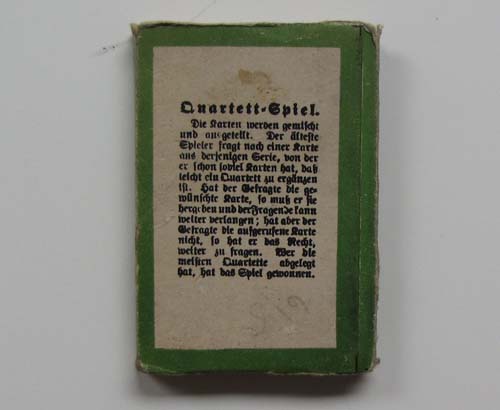 Quartett-Spiel.
Die Karten werden gemischt
und ausgeteilt. Der älteste
Spieler fragt nach einer Karte
aus derjenigen Serie, von der
er schon soviel Karten hat, daß
leicht ein Quartett zu ergänzen
ist. Hat der Gefragte die ge-
wünschte Karte, so muß er sie
hergeben und der Fragende kann
weiter verlangen; hat aber der
Gefragte die aufgerufene Karte
nicht, so hat er das Recht,
weiter zu fragen. Wer die
meisten Quartette abgelegt
hat, hat das Spiel gewonnen.